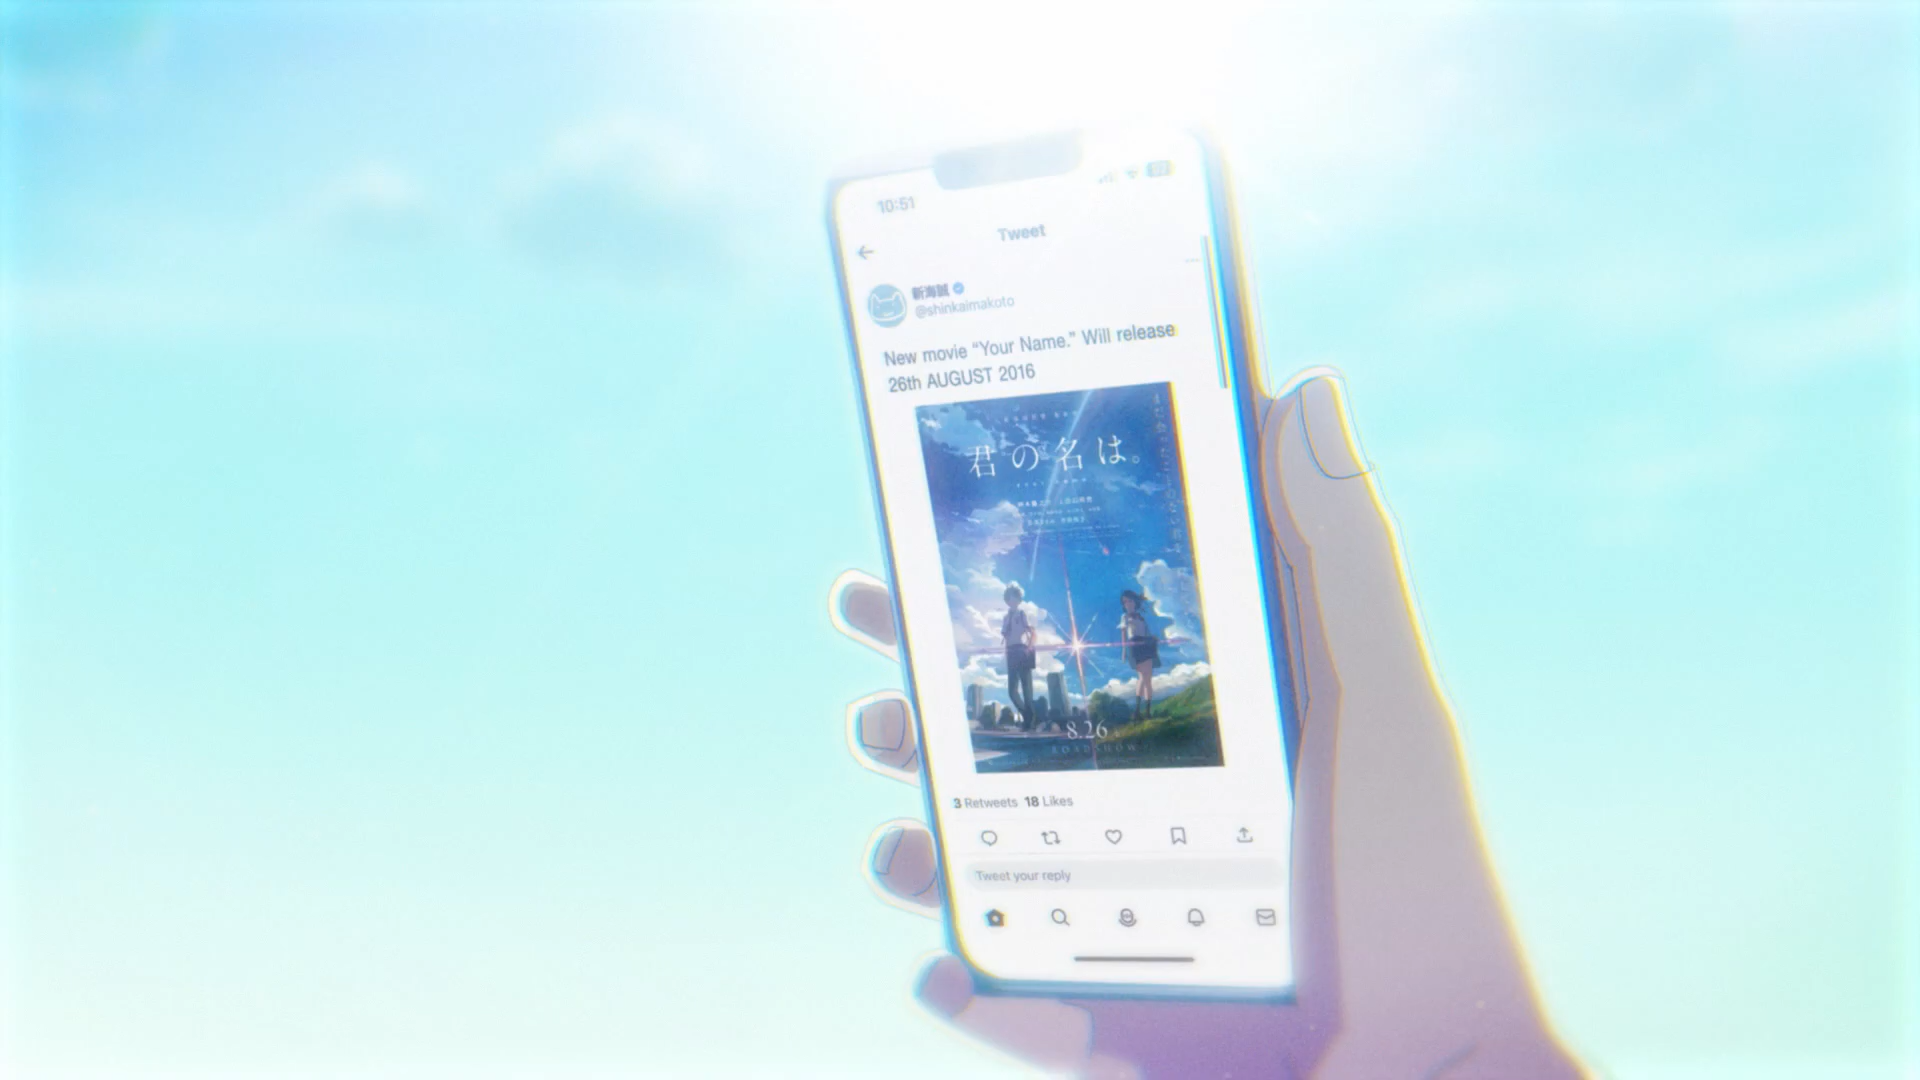 10:51
Tweet
新海誠
@shinkaimakoto
New movie “Your Name.” Will release
26th AUGUST 2016
君の名は。
8.26
ROADSHOW
3 Retweets 18 Likes
Tweet your reply